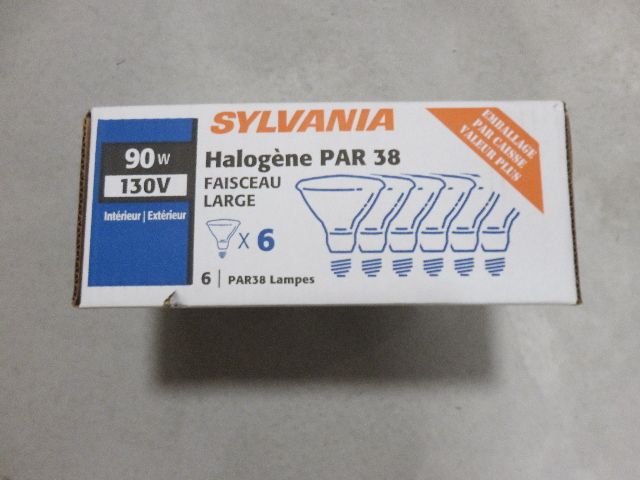 SYLVANIA
90W
130V
Intérieur | Extérieur
Halogène PAR 38
FAISCEAU
LARGE
X 6
6 | PAR38 Lampes
EMBALLAGE
PAR CAISSE
VALEUR PLUS